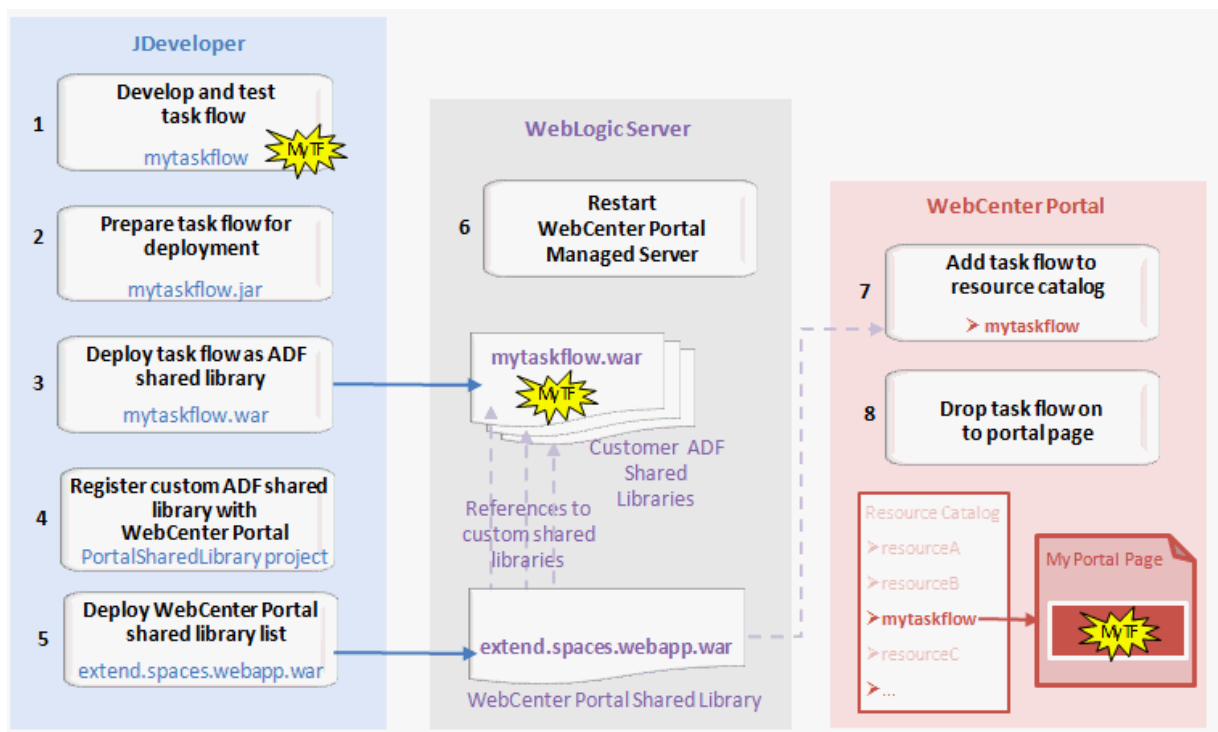 JDeveloper
1
Develop and test
task flow
mytaskflow
MyTF
2
Prepare task flow for
deployment
mytaskflow.jar
3
Deploy task flow as ADF
shared library
mytaskflow.war
4
Register custom ADF shared
library with
WebCenter Portal
PortalSharedLibrary project
5
Deploy WebCenter Portal
shared library list
extend.spaces.webapp.war
WebLogic Server
6
Restart
WebCenter Portal
Managed Server
mytaskflow.war
MyTF
Customer ADF
Shared
Libraries
References to
custom shared
libraries
extend.spaces.webapp.war
WebCenter Portal Shared Library
WebCenter Portal
7
Add task flow to
resource catalog
➢ mytaskflow
8
Drop task flow on
to portal page
Resource Catalog
➢resourceA
➢resourceB
➢mytaskflow
➢resourceC
➢...
My Portal Page
MyTF